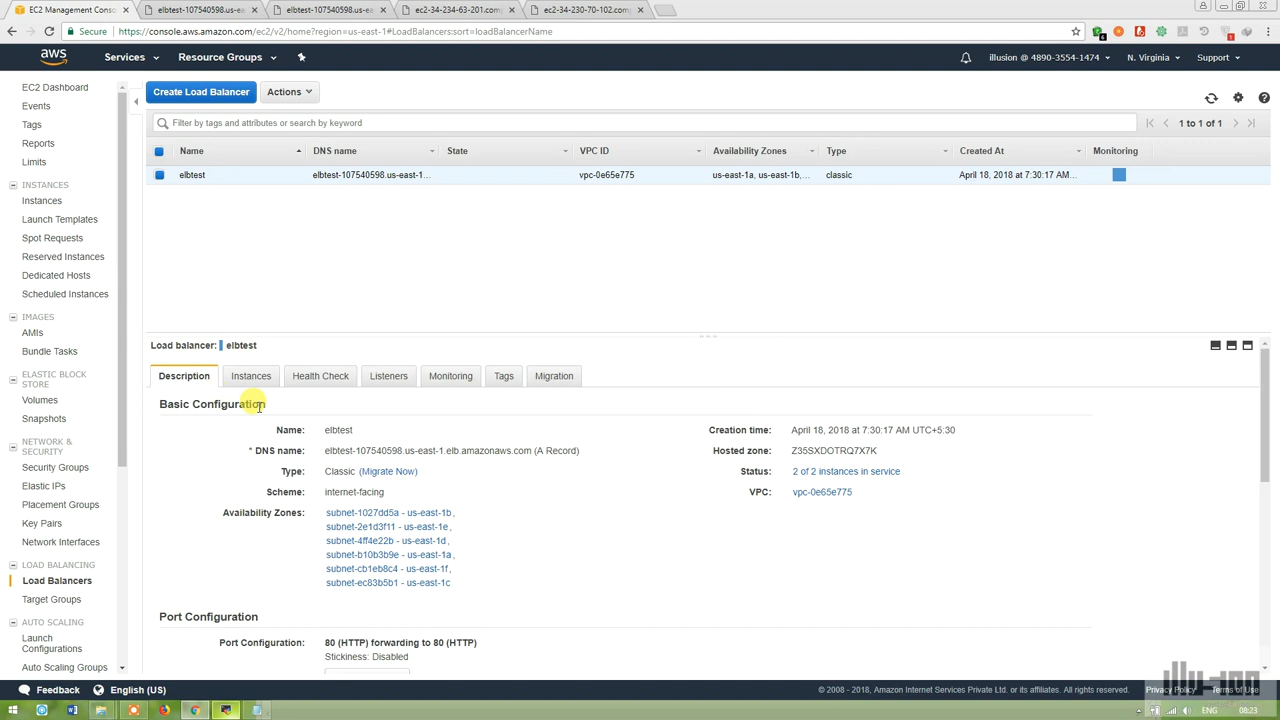 EC2 Management Conso
elbtest-107540598.us-ea
elbtest-107540598.us-ea
ec2-34-234-63-201.comp
ec2-34-230-70-102.comp
Secure https://console.aws.amazon.com/ec2/v2/home?region=us-east-1#LoadBalancers:sort=loadBalancerName
aws Services Resource Groups illusion @ 4890-3554-1474 N. Virginia Support
EC2 Dashboard
Events
Tags
Reports
Limits
INSTANCES
Instances
Launch Templates
Spot Requests
Reserved Instances
Dedicated Hosts
Scheduled Instances
IMAGES
AMIs
Bundle Tasks
ELASTIC BLOCK
STORE
Volumes
Snapshots
NETWORK &
SECURITY
Security Groups
Elastic IPs
Placement Groups
Key Pairs
Network Interfaces
LOAD BALANCING
Load Balancers
Target Groups
AUTO SCALING
Launch
Configurations
Auto Scaling Groups
Create Load Balancer Actions
Filter by tags and attributes or search by keyword 1 to 1 of 1
Name DNS name State VPC ID Availability Zones Type Created At Monitoring
elbtest elbtest-107540598.us-east-1... vpc-0e65e775 us-east-1a, us-east-1b,... classic April 18, 2018 at 7:30:17 AM...
Load balancer: elbtest
Description Instances Health Check Listeners Monitoring Tags Migration
Basic Configuration
Name: elbtest Creation time: April 18, 2018 at 7:30:17 AM UTC+5:30
* DNS name: elbtest-107540598.us-east-1.elb.amazonaws.com (A Record) Hosted zone: Z35SXDOTRQ7X7K
Type: Classic (Migrate Now) Status: 2 of 2 instances in service
Scheme: internet-facing VPC: vpc-0e65e775
Availability Zones: subnet-1027dd5a - us-east-1b,
subnet-2e1d3f11 - us-east-1e,
subnet-4ff4e22b - us-east-1d,
subnet-b10b3b9e - us-east-1a,
subnet-cb1eb8c4 - us-east-1f,
subnet-ec83b5b1 - us-east-1c
Port Configuration
Port Configuration: 80 (HTTP) forwarding to 80 (HTTP)
Stickiness: Disabled
Feedback English (US) © 2008 - 2018, Amazon Internet Services Private Ltd. or its affiliates. All rights reserved. Privacy Policy Terms of Use
ENG 08:23